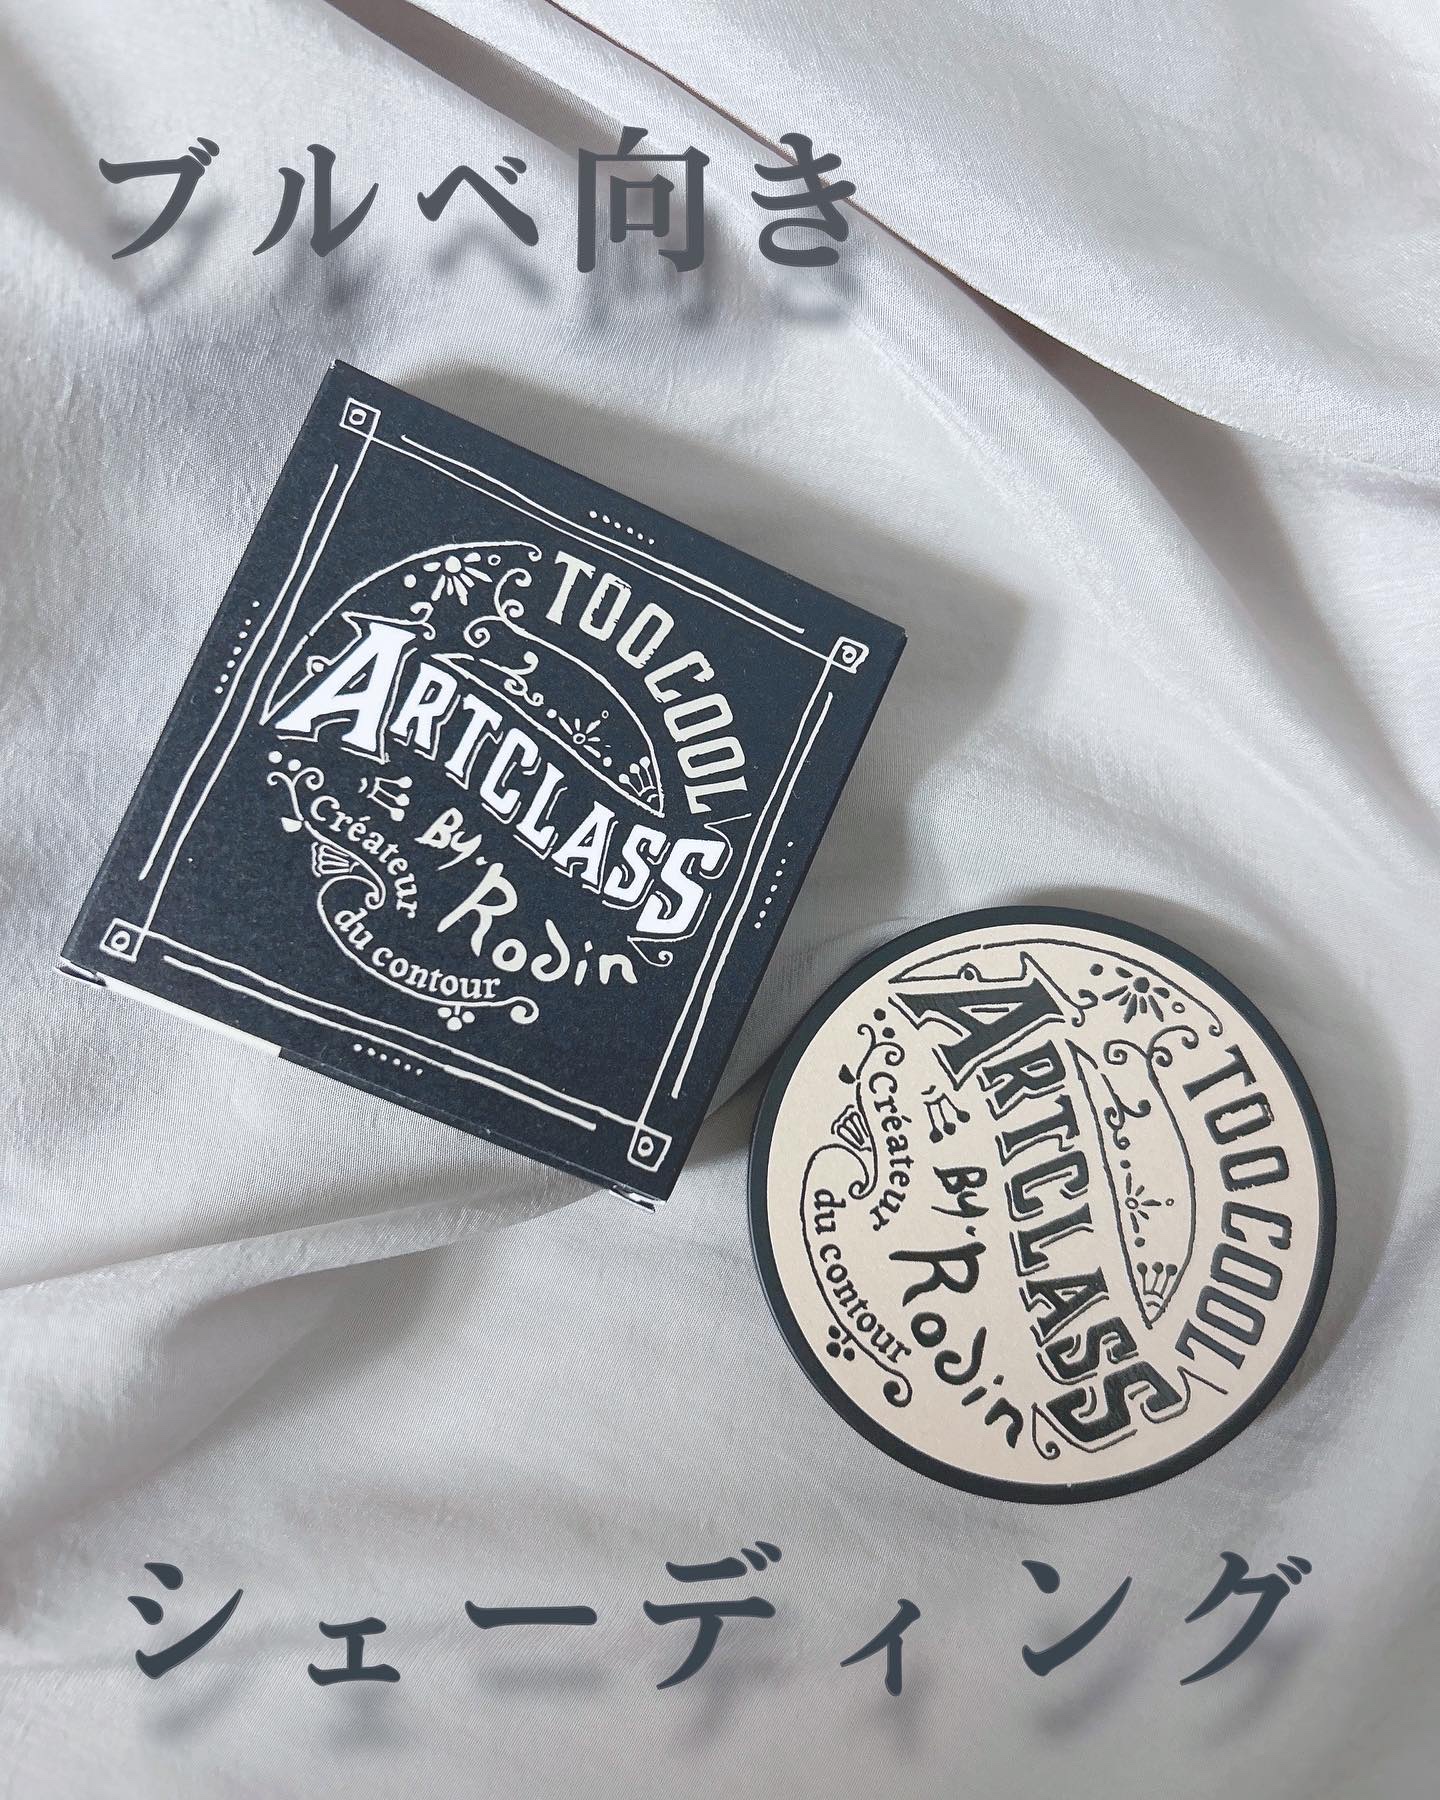 ブルベ向き
TOO COOL
ARTCLASS
BY. Rodin
Créateur
du contour
TOO COOL
ARTCLASS
BY. Rodin
Créateur
du contour
シェーディング